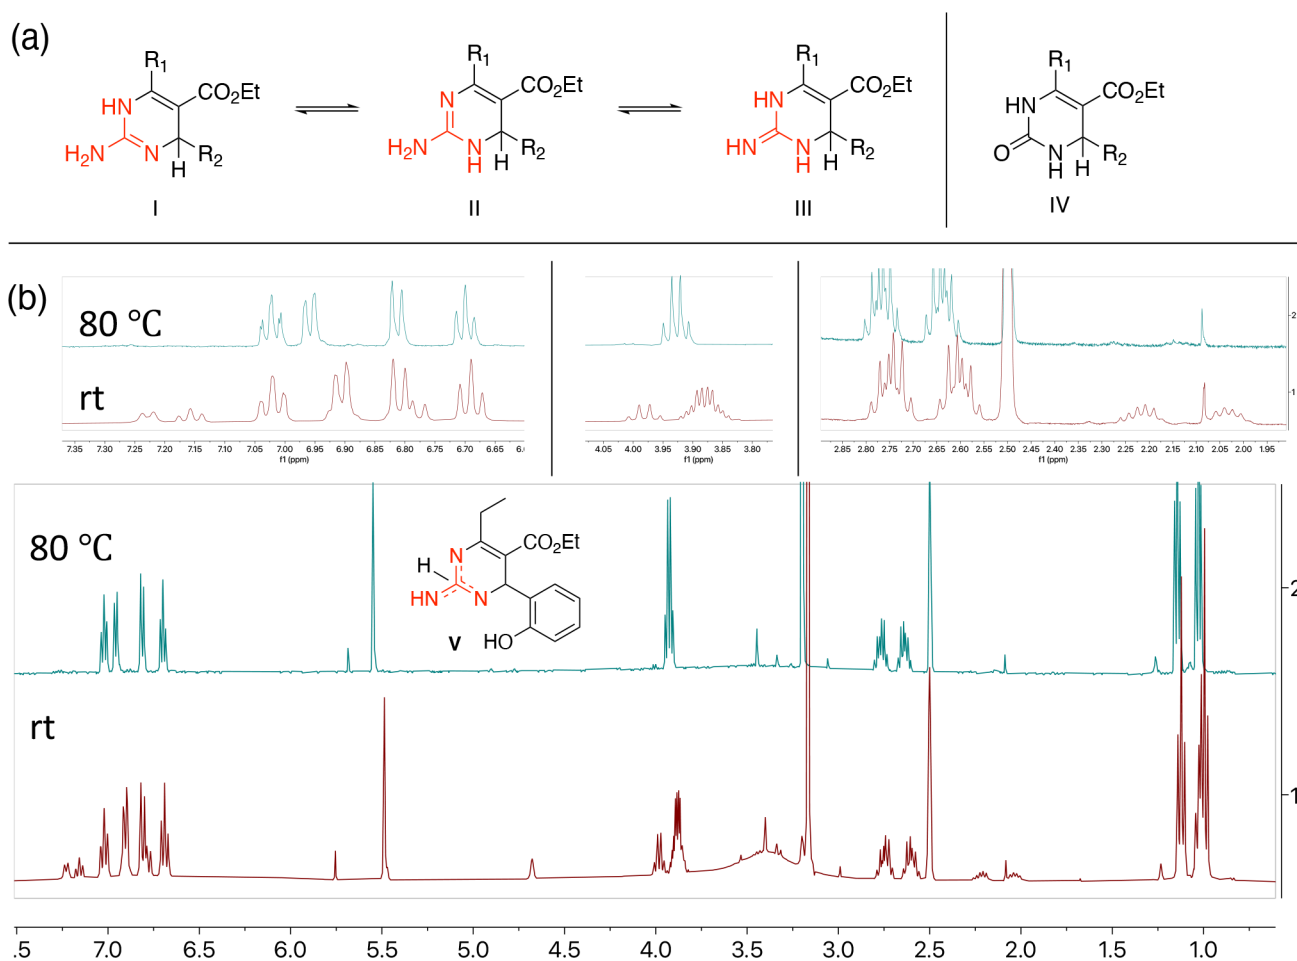 (a)
R1
HN
CO2Et
H2N
N
R2
H
I
R1
N
CO2Et
H2N
N
H
H
R2
II
R1
HN
CO2Et
HN
N
H
H
R2
III
R1
HN
CO2Et
O
N
H
H
R2
IV
(b)
80 °C
rt
7.35 7.30 7.25 7.20 7.15 7.10 7.05 7.00 6.95 6.90 6.85 6.80 6.75 6.70 6.65 6.6
f1 (ppm)
4.05 4.00 3.95 3.90 3.85 3.80
f1 (ppm)
2
1
2.85 2.80 2.75 2.70 2.65 2.60 2.55 2.50 2.45 2.40 2.35 2.30 2.25 2.20 2.15 2.10 2.05 2.00 1.95
f1 (ppm)
80 °C
N
CO2Et
H
HN
N
HO
V
2
rt
1
.5 7.0 6.5 6.0 5.5 5.0 4.5 4.0 3.5 3.0 2.5 2.0 1.5 1.0